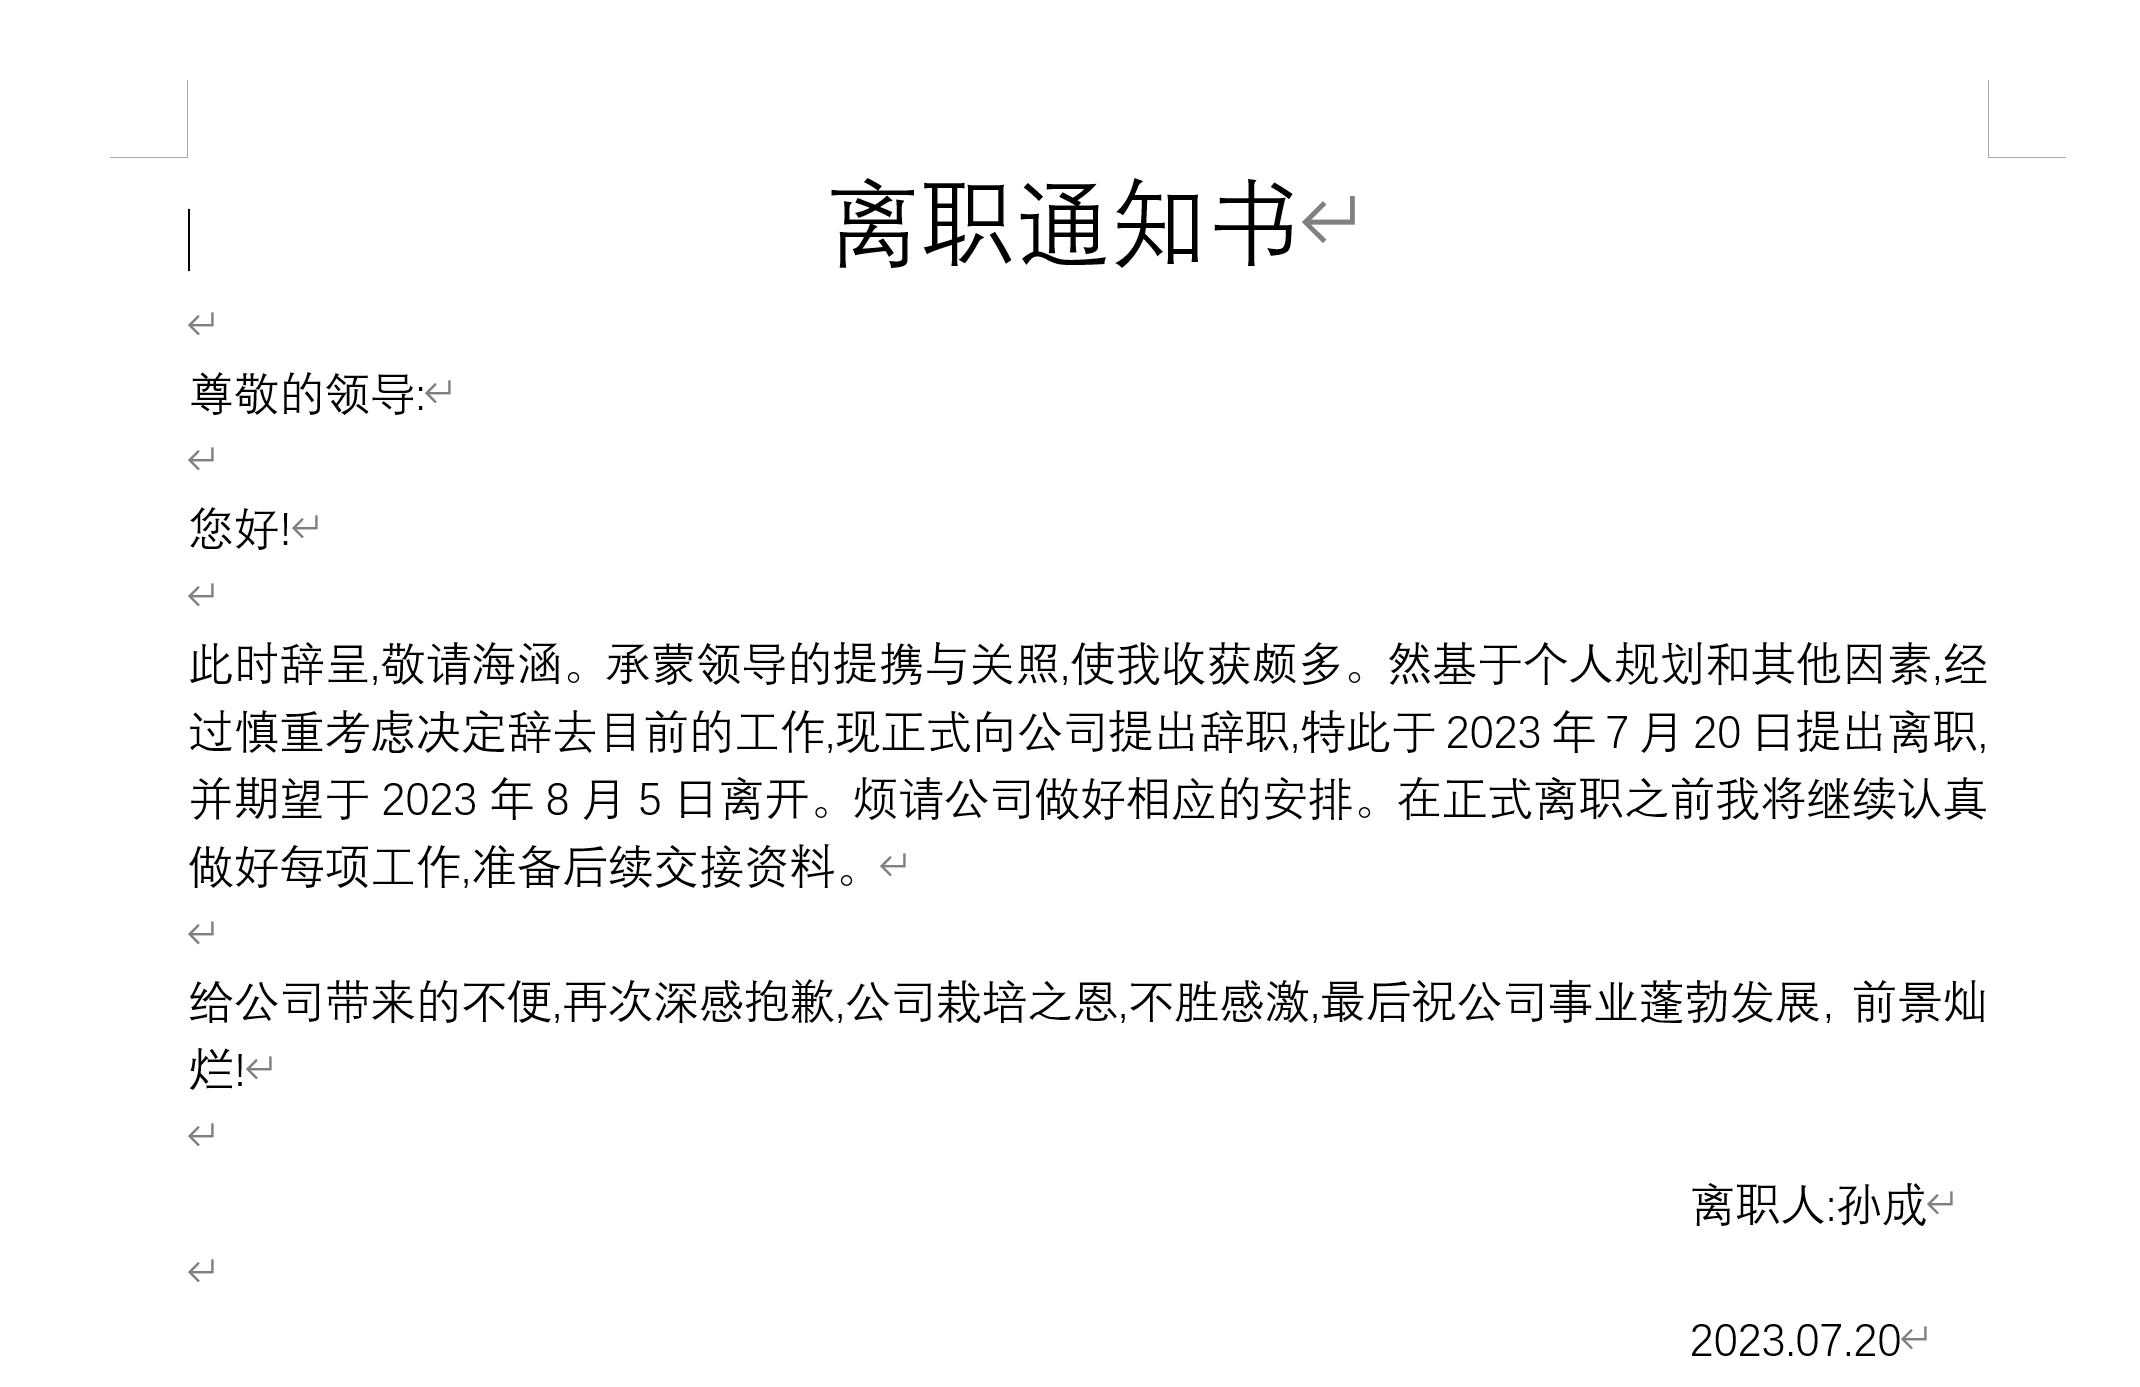 离职通知书
尊敬的领导:
您好!
此时辞呈,敬请海涵。承蒙领导的提携与关照,使我收获颇多。然基于个人规划和其他因素,经
过慎重考虑决定辞去目前的工作,现正式向公司提出辞职,特此于 2023 年 7 月 20 日提出离职,
并期望于 2023 年 8 月 5 日离开。烦请公司做好相应的安排。在正式离职之前我将继续认真
做好每项工作,准备后续交接资料。
给公司带来的不便,再次深感抱歉,公司栽培之恩,不胜感激,最后祝公司事业蓬勃发展, 前景灿
烂!
离职人:孙成
2023.07.20